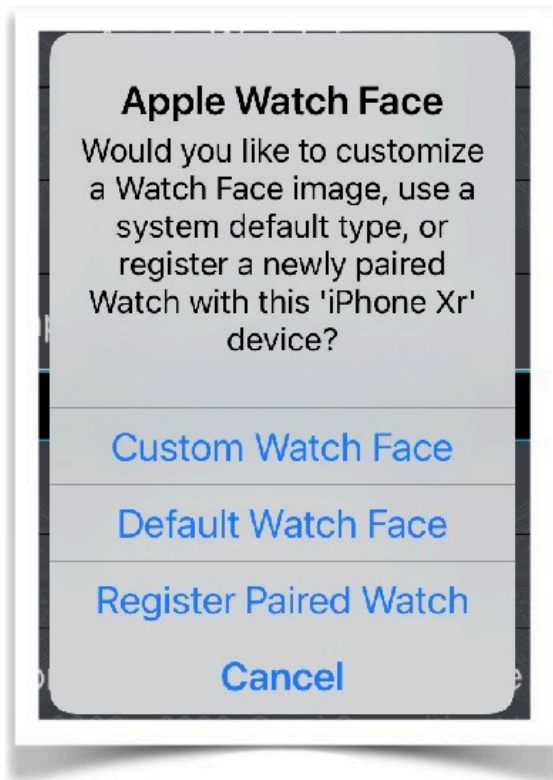 Apple Watch Face
Would you like to customize
a Watch Face image, use a
system default type, or
register a newly paired
Watch with this 'iPhone Xr'
device?
Custom Watch Face
Default Watch Face
Register Paired Watch
Cancel